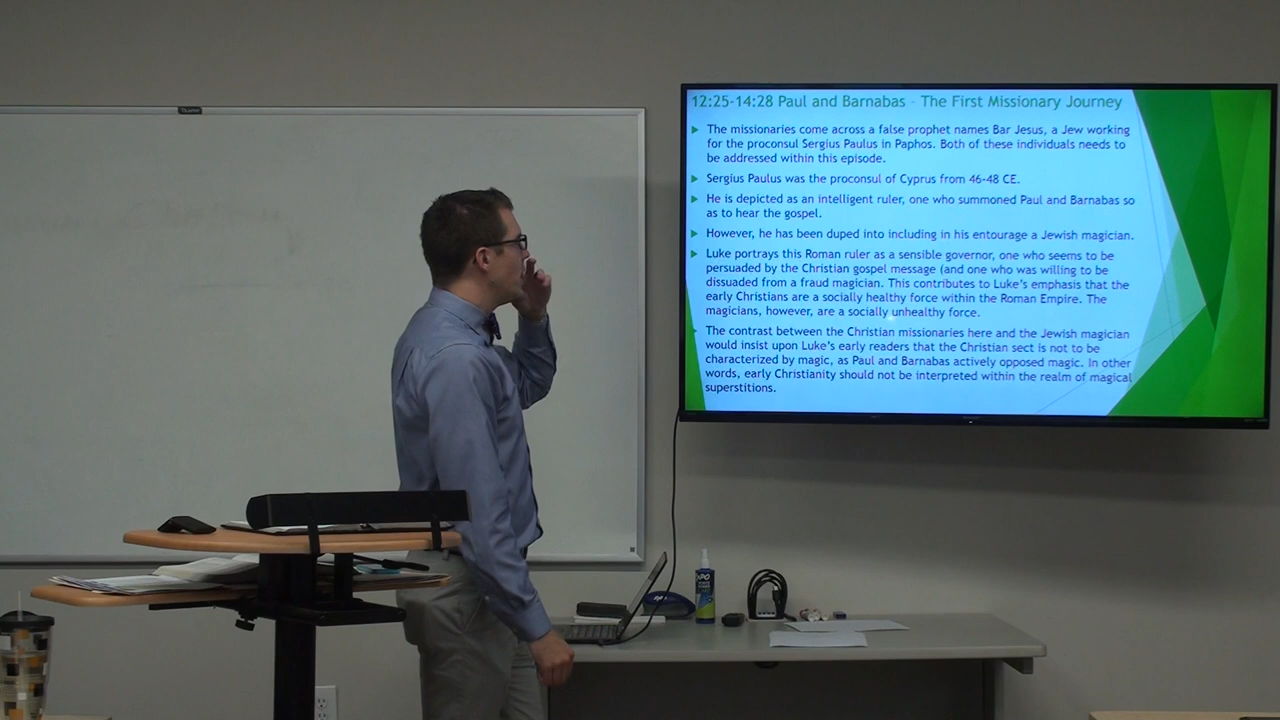 12:25-14:28 Paul and Barnabas – The First Missionary Journey
The missionaries come across a false prophet names Bar Jesus, a Jew working
for the proconsul Sergius Paulus in Paphos. Both of these individuals needs to
be addressed within this episode.
Sergius Paulus was the proconsul of Cyprus from 46-48 CE.
He is depicted as an intelligent ruler, one who summoned Paul and Barnabas so
as to hear the gospel.
However, he has been duped into including in his entourage a Jewish magician.
Luke portrays this Roman ruler as a sensible governor, one who seems to be
persuaded by the Christian gospel message (and one who was willing to be
dissuaded from a fraud magician. This contributes to Luke's emphasis that the
early Christians are a socially healthy force within the Roman Empire. The
magicians, however, are a socially unhealthy force.
The contrast between the Christian missionaries here and the Jewish magician
would insist upon Luke's early readers that the Christian sect is not to be
characterized by magic, as Paul and Barnabas actively opposed magic. In other
words, early Christianity should not be interpreted within the realm of magical
superstitions.